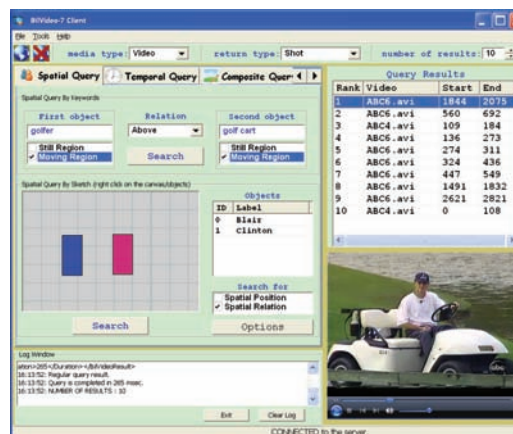 BilVideo-7 Client
File Tools Help
media type: Video return type: Shot number of results: 10
Spatial Query Temporal Query Composite Quer
Spatial Query By Keywords
First object Relation Second object
golfer Above golf cart
Still Region Still Region
Moving Region Search Moving Region
Spatial Query By Sketch (right click on the canvas/objects)
Objects
ID Label
0 Blair
1 Clinton
Search for
Spatial Position
Spatial Relation
Search Options
Query Results
Rank Video Start End
1 ABC6.avi 1844 2075
2 ABC6.avi 560 692
3 ABC4.avi 109 184
4 ABC6.avi 136 273
5 ABC6.avi 274 311
6 ABC6.avi 324 436
7 ABC6.avi 447 549
8 ABC6.avi 1491 1832
9 ABC6.avi 2621 2821
10 ABC4.avi 0 108
Log Window
ation>265</Duration></BilVideoResult>
16:13:52: Regular query result.
16:13:52: Query is completed in 265 msec.
16:13:52: NUMBER OF RESULTS : 10
Exit Clear Log
CONNECTED to the server